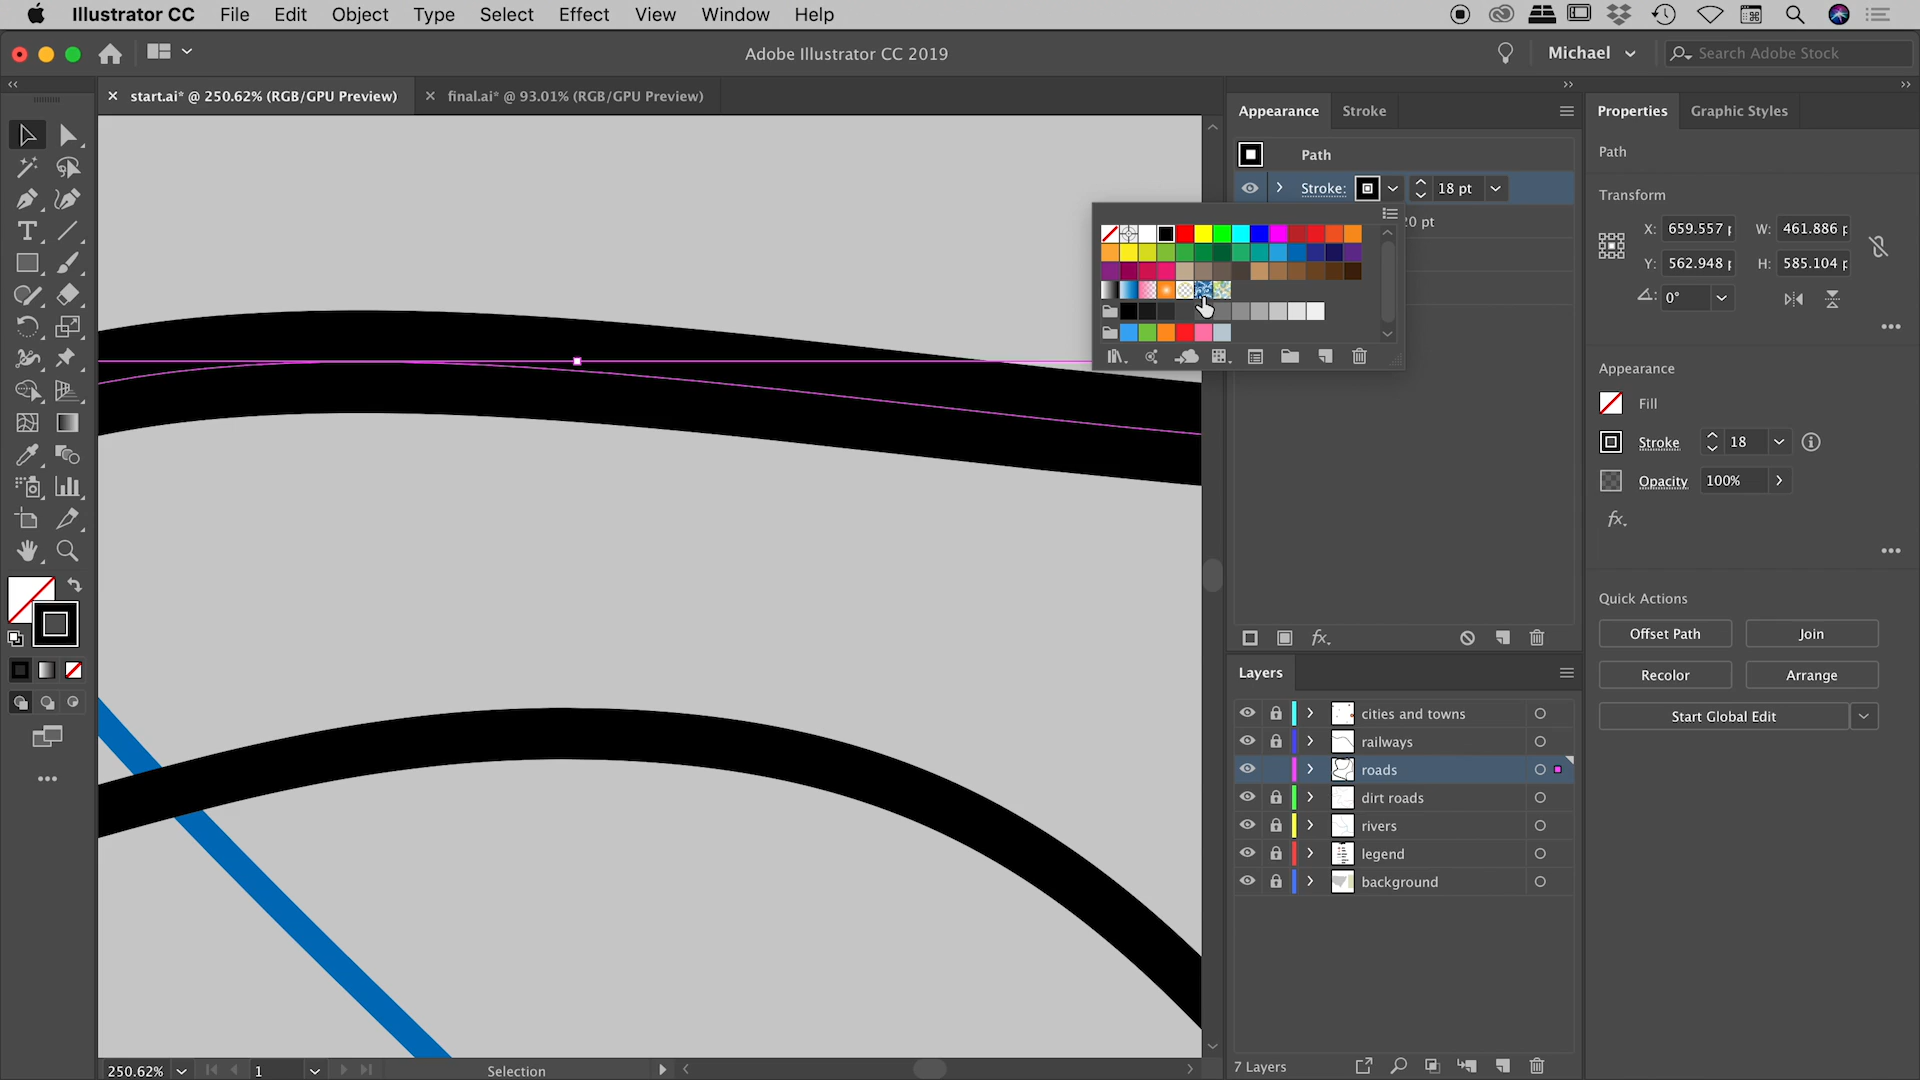 Illustrator CC File Edit Object Type Select Effect View Window Help
Adobe Illustrator CC 2019
Michael
Search Adobe Stock
start.ai* @ 250.62% (RGB/GPU Preview)
final.ai* @ 93.01% (RGB/GPU Preview)
Appearance Stroke
Path
Stroke: 18 pt
20 pt
Properties Graphic Styles
Path
Transform
X: 659.557 W: 461.886
Y: 562.948 H: 585.104
0°
Appearance
Fill
Stroke 18
Opacity 100%
fx
Quick Actions
Offset Path Join
Recolor Arrange
Start Global Edit
fx
Layers
cities and towns
railways
roads
dirt roads
rivers
legend
background
7 Layers
250.62% 1 Selection